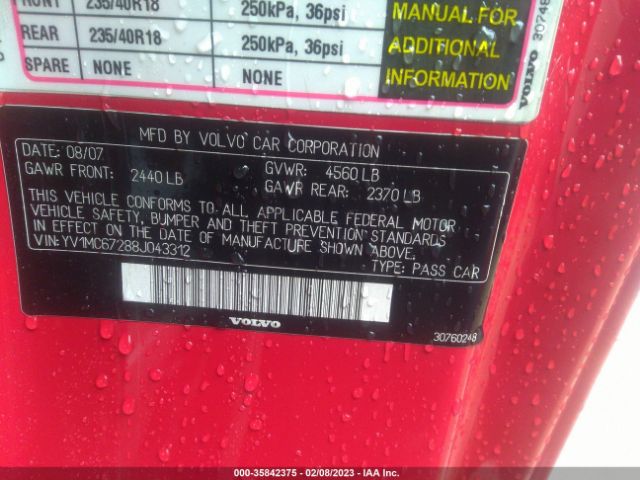 FRONT 235/40R18 250kPa, 36psi
REAR 235/40R18 250kPa, 36psi
SPARE NONE NONE
MANUAL FOR
ADDITIONAL
INFORMATION
VOLVO
MFD BY VOLVO CAR CORPORATION
DATE: 08/07 GVWR: 4560 LB
GAWR FRONT: 2440 LB GAWR REAR: 2370 LB
THIS VEHICLE CONFORMS TO ALL APPLICABLE FEDERAL MOTOR
VEHICLE SAFETY, BUMPER AND THEFT PREVENTION STANDARDS
IN EFFECT ON THE DATE OF MANUFACTURE SHOWN ABOVE.
VIN: YV1MC67288J043312 TYPE: PASS CAR
VOLVO
30760248
000-35842375 | 02/08/2023 | IAA Inc.